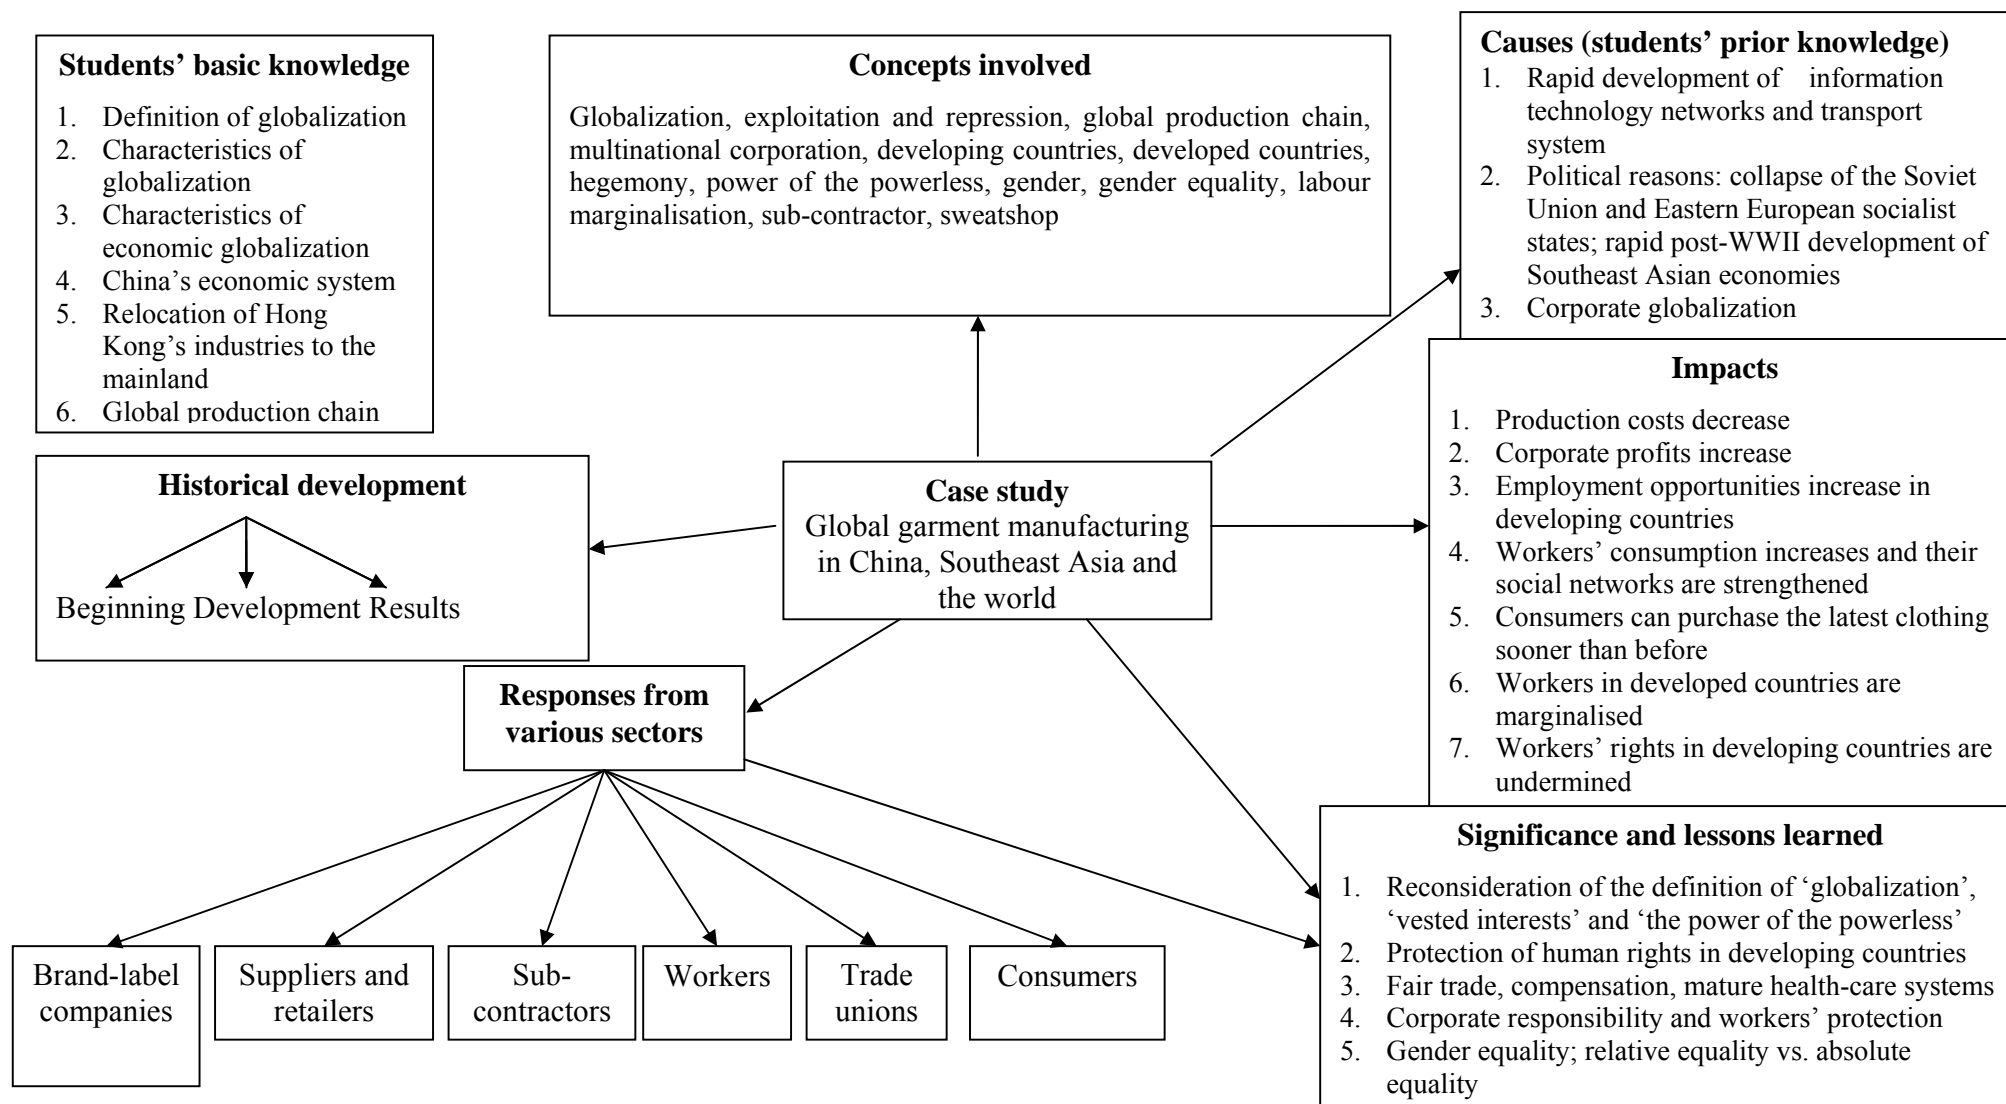 Students’ basic knowledge
1. Definition of globalization
2. Characteristics of
globalization
3. Characteristics of
economic globalization
4. China’s economic system
5. Relocation of Hong
Kong’s industries to the
mainland
6. Global production chain
Concepts involved
Globalization, exploitation and repression, global production chain,
multinational corporation, developing countries, developed countries,
hegemony, power of the powerless, gender, gender equality, labour
marginalisation, sub-contractor, sweatshop
Causes (students’ prior knowledge)
1. Rapid development of information
technology networks and transport
system
2. Political reasons: collapse of the Soviet
Union and Eastern European socialist
states; rapid post-WWII development of
Southeast Asian economies
3. Corporate globalization
Impacts
1. Production costs decrease
2. Corporate profits increase
3. Employment opportunities increase in
developing countries
4. Workers’ consumption increases and their
social networks are strengthened
5. Consumers can purchase the latest clothing
sooner than before
6. Workers in developed countries are
marginalised
7. Workers’ rights in developing countries are
undermined
Historical development
Beginning Development Results
Case study
Global garment manufacturing
in China, Southeast Asia and
the world
Responses from
various sectors
Brand-label
companies
Suppliers and
retailers
Sub-
contractors
Workers
Trade
unions
Consumers
Significance and lessons learned
1. Reconsideration of the definition of ‘globalization’,
‘vested interests’ and ‘the power of the powerless’
2. Protection of human rights in developing countries
3. Fair trade, compensation, mature health-care systems
4. Corporate responsibility and workers’ protection
5. Gender equality; relative equality vs. absolute
equality